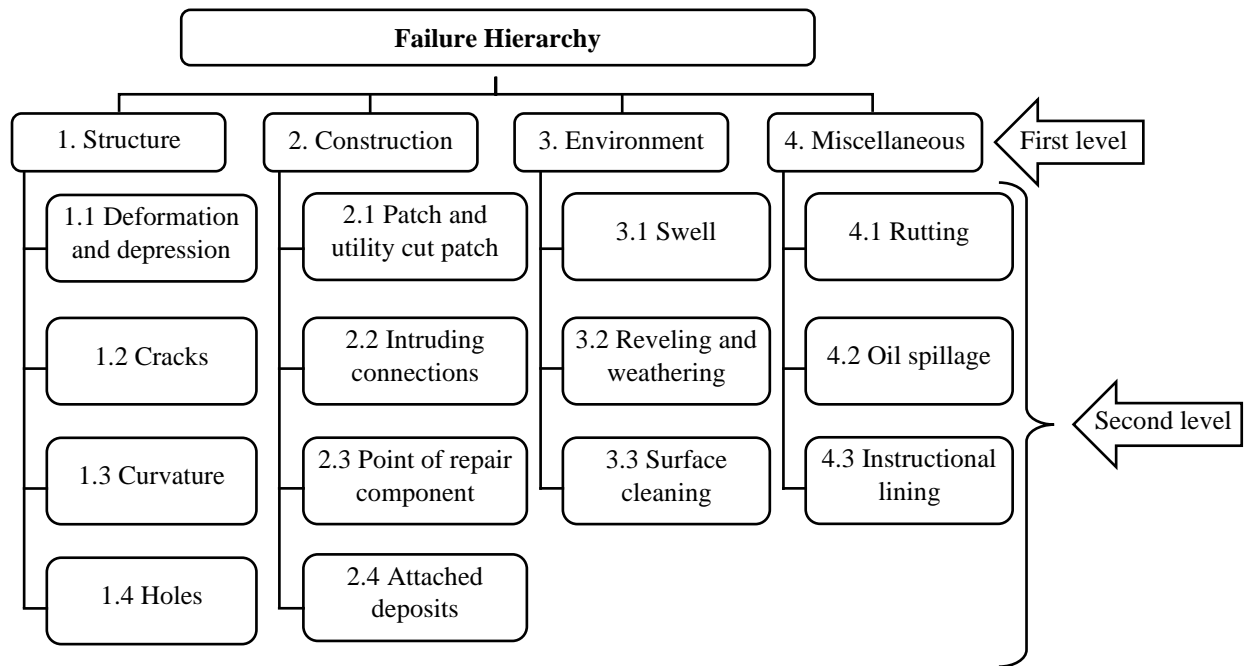 Failure Hierarchy
1. Structure
2. Construction
3. Environment
4. Miscellaneous
First level
1.1 Deformation
and depression
2.1 Patch and
utility cut patch
3.1 Swell
4.1 Rutting
1.2 Cracks
2.2 Intruding
connections
3.2 Reveling and
weathering
4.2 Oil spillage
Second level
1.3 Curvature
2.3 Point of repair
component
3.3 Surface
cleaning
4.3 Instructional
lining
1.4 Holes
2.4 Attached
deposits